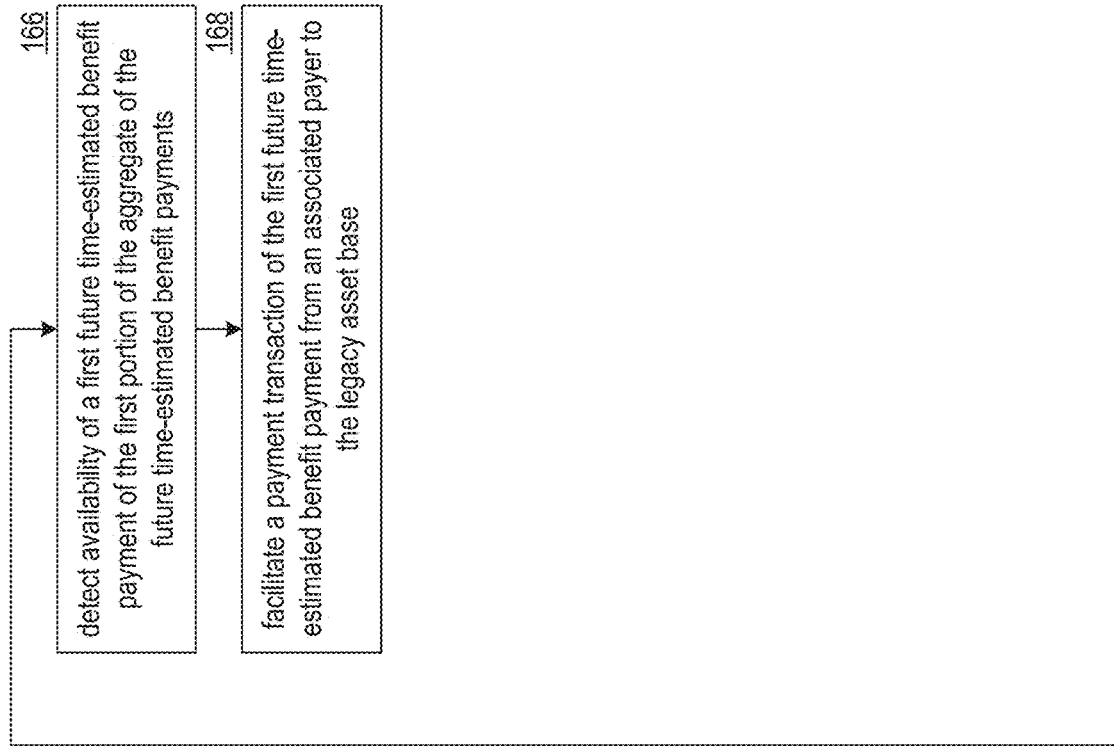 166
detect availability of a first future time-estimated benefit
payment of the first portion of the aggregate of the
future time-estimated benefit payments
168
facilitate a payment transaction of the first future time-
estimated benefit payment from an associated payer to
the legacy asset base